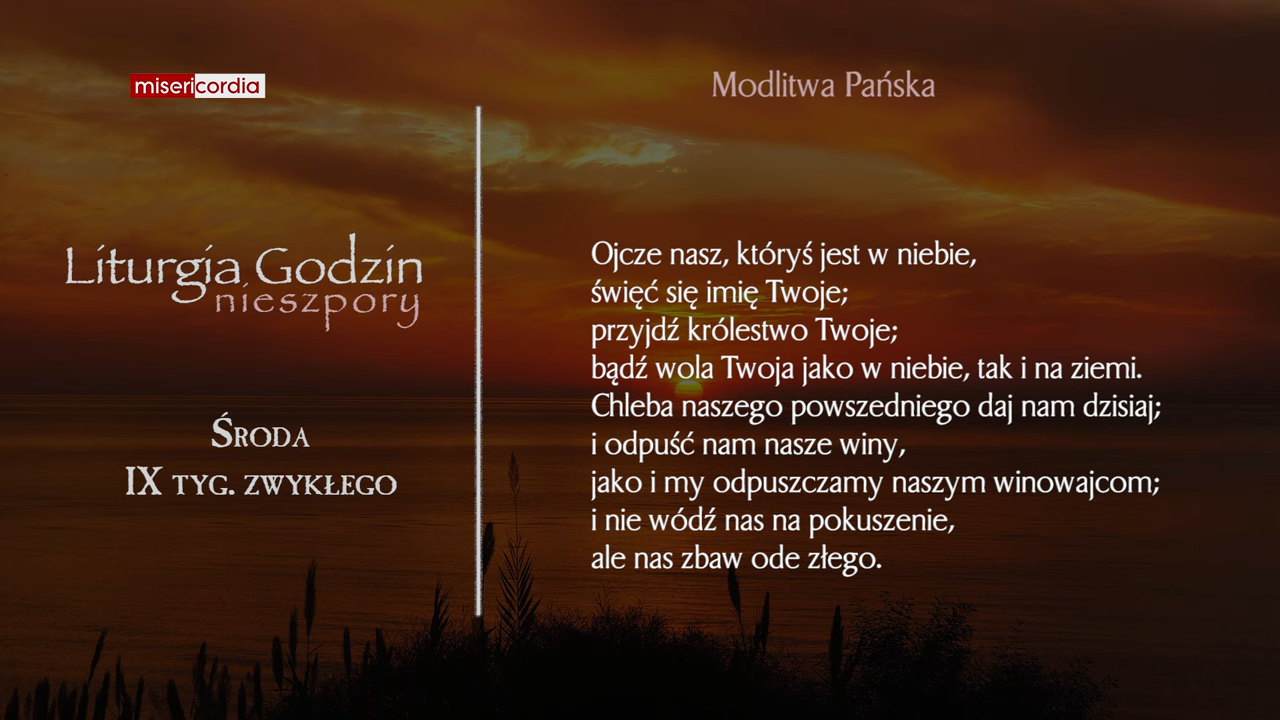 misericordia
Liturgia Godzin
nieszpory
Środa
IX tyg. zwykłego
Modlitwa Pańska
Ojcze nasz, któryś jest w niebie,
święć się imię Twoje;
przyjdź królestwo Twoje;
bądź wola Twoja jako w niebie, tak i na ziemi.
Chleba naszego powszedniego daj nam dzisiaj;
i odpuść nam nasze winy,
jako i my odpuszczamy naszym winowajcom;
i nie wódź nas na pokuszenie,
ale nas zbaw ode złego.